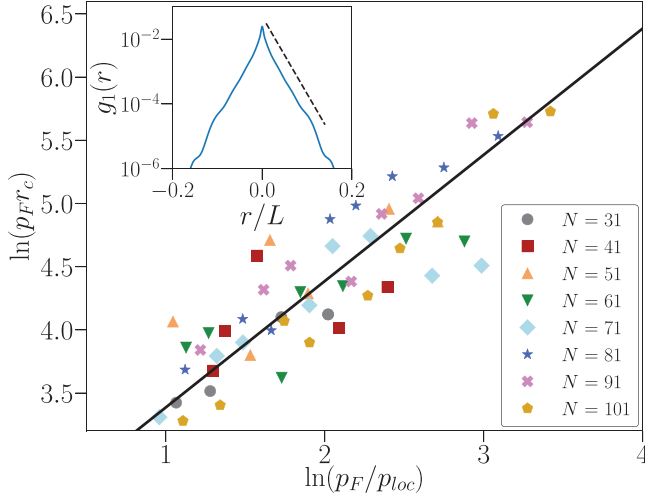 6.5
6.0
5.5
5.0
4.5
4.0
3.5
ln(p_F r_c)
10^{-2}
10^{-4}
10^{-6}
g_1(r)
−0.2 0.0 0.2
r/L
N = 31
N = 41
N = 51
N = 61
N = 71
N = 81
N = 91
N = 101
1 2 3 4
ln(p_F/p_{loc})